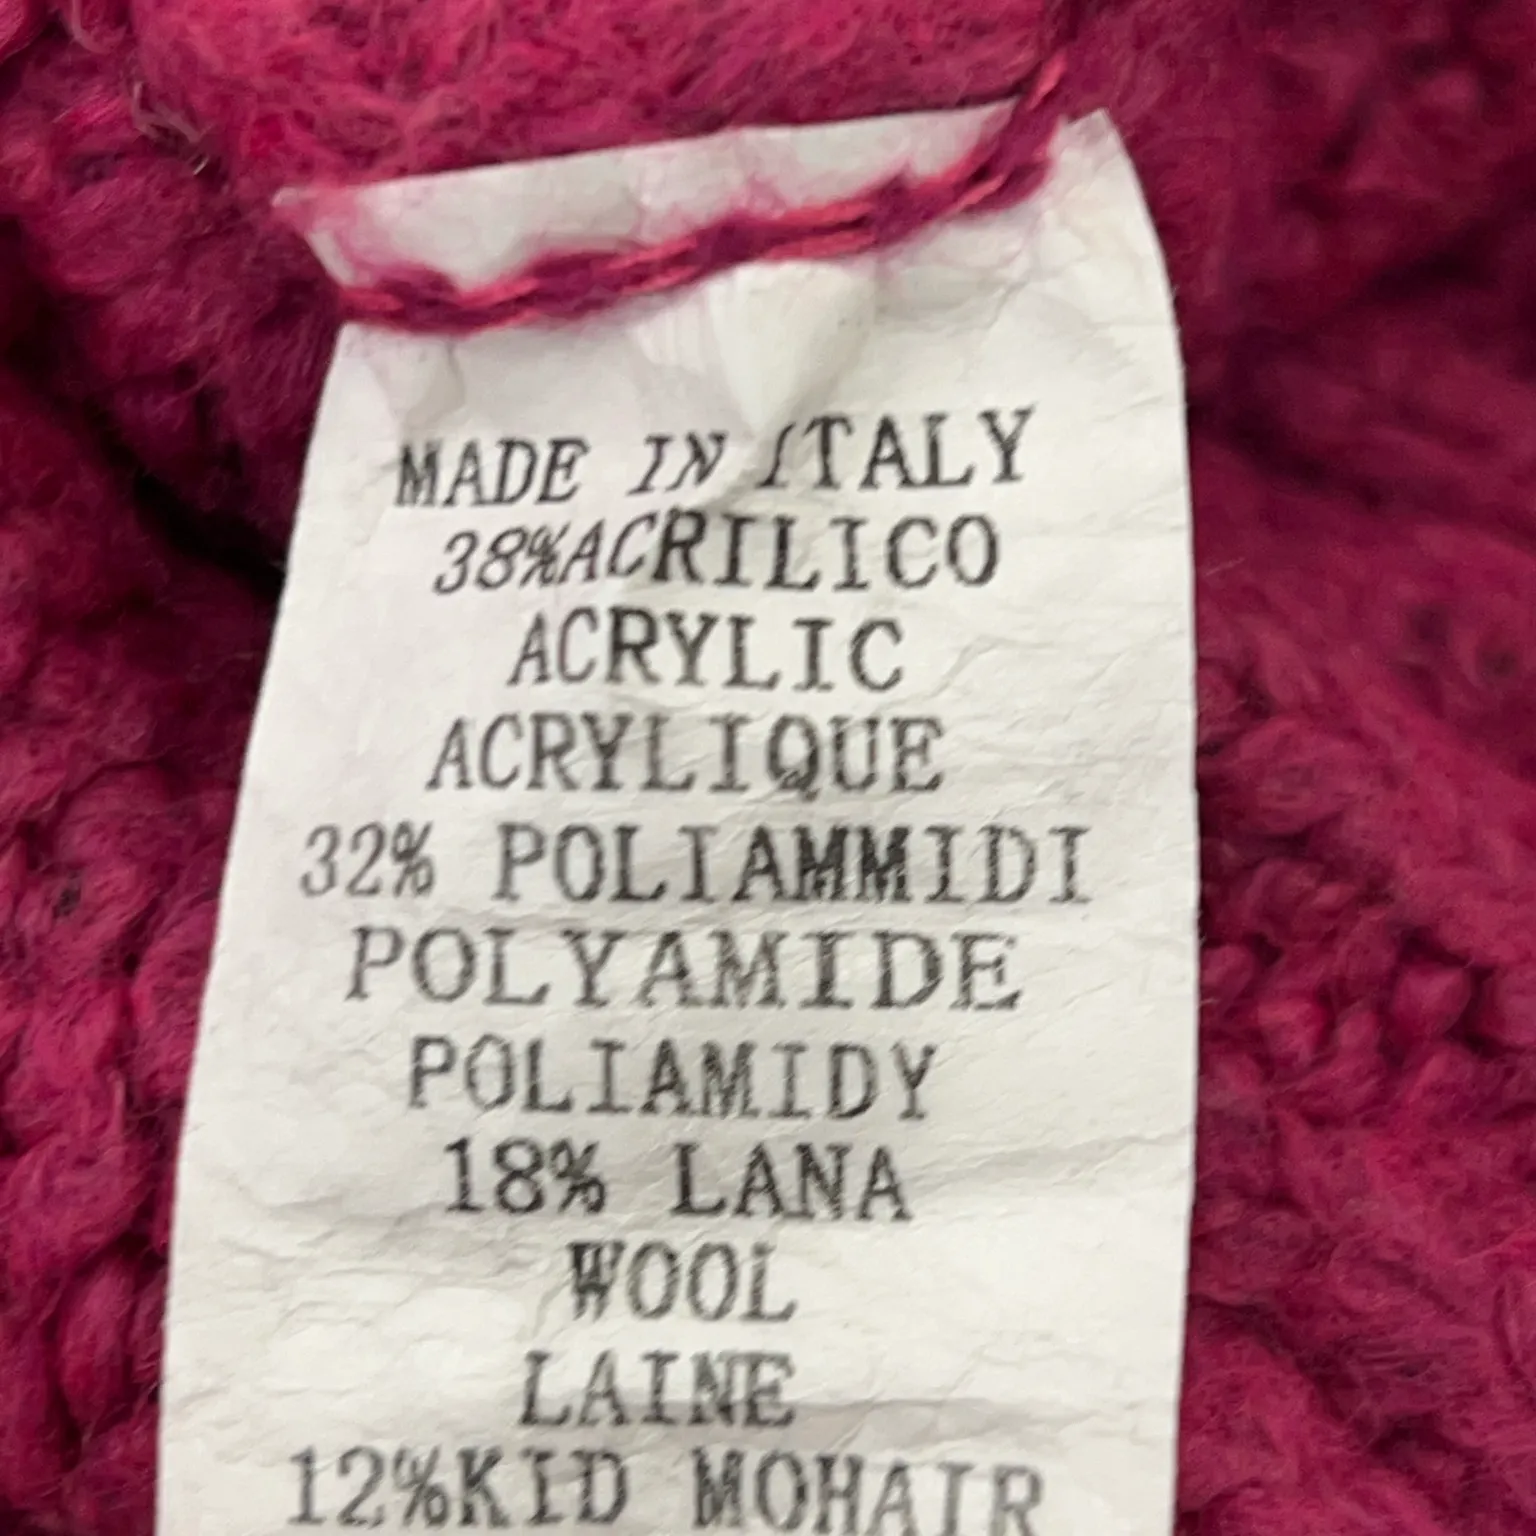 MADE IN ITALY
38%ACRILICO
ACRYLIC
ACRYLIQUE
32% POLIAMMIDI
POLYAMIDE
POLIAMIDY
18% LANA
WOOL
LAINE
12%KID MOHAIR